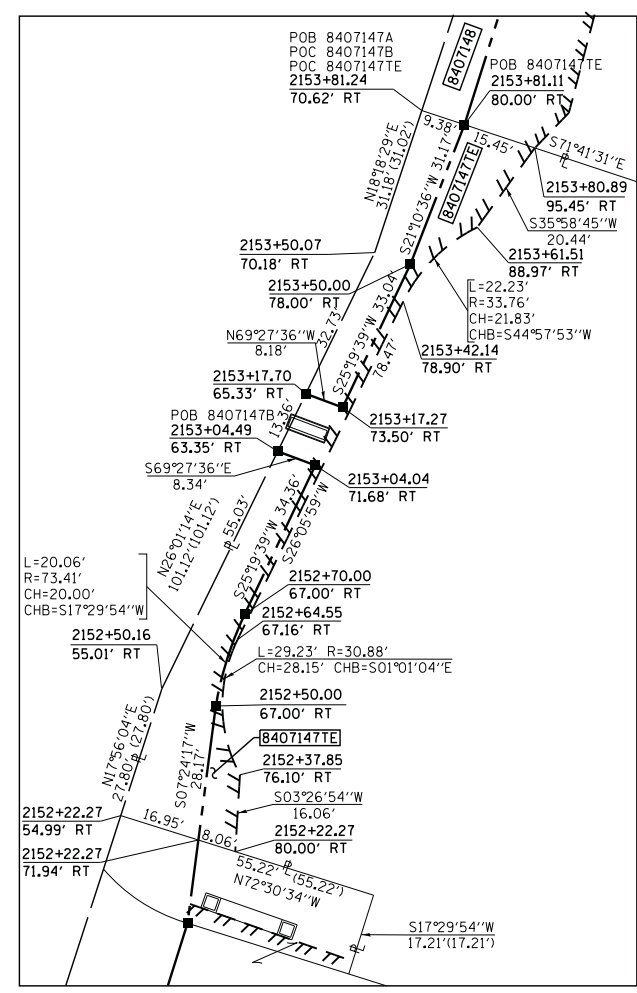 POB 8407147A
POC 8407147B
POC 8407147TE
2153+81.24
70.62' RT
8407148
POB 8407147TE
2153+81.11
80.00' RT
9.38'
15.45'
S71°41'31"E
PL
N18°18'29"E
31.18' (31.02')
S21°10'36"W 31.17'
8407147TE
2153+80.89
95.45' RT
S35°58'45"W
20.44'
2153+50.07
70.18' RT
2153+61.51
88.97' RT
2153+50.00
78.00' RT
L=22.23'
R=33.76'
CH=21.83'
CHB=S44°57'53"W
32.73'
S25°19'39"W 33.04'
78.47'
N69°27'36"W
8.18'
2153+42.14
78.90' RT
2153+17.70
65.33' RT
POB 8407147B
2153+04.49
63.35' RT
13.36'
2153+17.27
73.50' RT
S69°27'36"E
8.34'
2153+04.04
71.68' RT
N26°01'14"E
101.12'(101.12')
PL 55.03'
S25°19'39"W 34.36'
S26°05'59"W
L=20.06'
R=73.41'
CH=20.00'
CHB=S17°29'54"W
2152+70.00
67.00' RT
2152+64.55
67.16' RT
2152+50.16
55.01' RT
L=29.23' R=30.88'
CH=28.15' CHB=S01°01'04"E
2152+50.00
67.00' RT
8407147TE
N17°56'04"E
27.80' PL (27.80')
S07°24'17"W
28.17'
2152+37.85
76.10' RT
S03°26'54"W
16.06'
2152+22.27
54.99' RT
16.95'
8.06'
2152+22.27
80.00' RT
2152+22.27
71.94' RT
55.22' PL (55.22')
N72°30'34"W
S17°29'54"W
17.21'(17.21')
PL